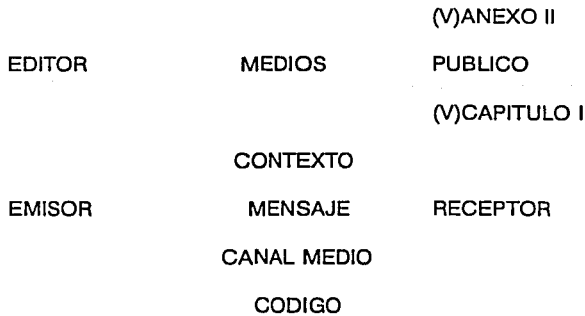 (V)ANEXO II
EDITOR MEDIOS PUBLICO
(V)CAPITULO I
CONTEXTO
EMISOR MENSAJE RECEPTOR
CANAL MEDIO
CODIGO